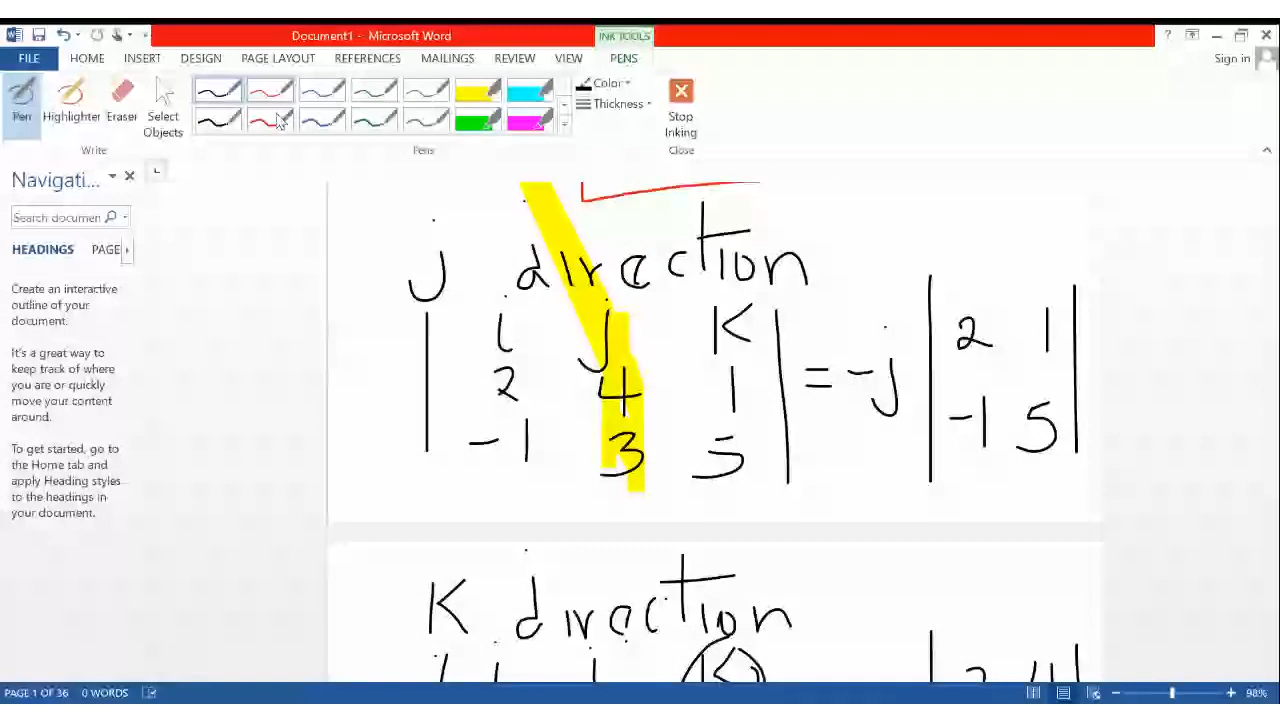 Document1 - Microsoft Word
INK TOOLS
?
FILE HOME INSERT DESIGN PAGE LAYOUT REFERENCES MAILINGS REVIEW VIEW PENS
Sign in
Pen Highlighter Eraser Select Objects
Color
Thickness
Stop Inking
Write Pens Close
Navigati...
Search documen
HEADINGS PAGE
Create an interactive
outline of your
document.
It's a great way to
keep track of where
you are or quickly
move your content
around.
To get started, go to
the Home tab and
apply Heading styles
to the headings in
your document.
j direction
| i j K |
| 2 4 1 | = -j | 2 1 |
| -1 3 5 | | -1 5 |
K direction
PAGE 1 OF 36 0 WORDS
98%